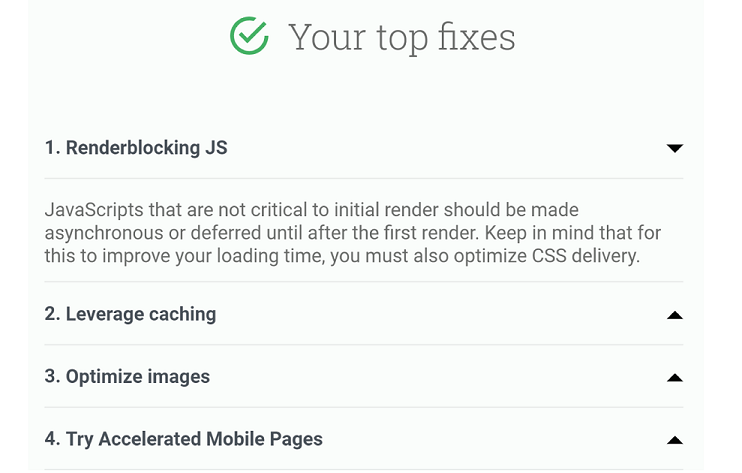 Your top fixes
1. Renderblocking JS
JavaScripts that are not critical to initial render should be made
asynchronous or deferred until after the first render. Keep in mind that for
this to improve your loading time, you must also optimize CSS delivery.
2. Leverage caching
3. Optimize images
4. Try Accelerated Mobile Pages